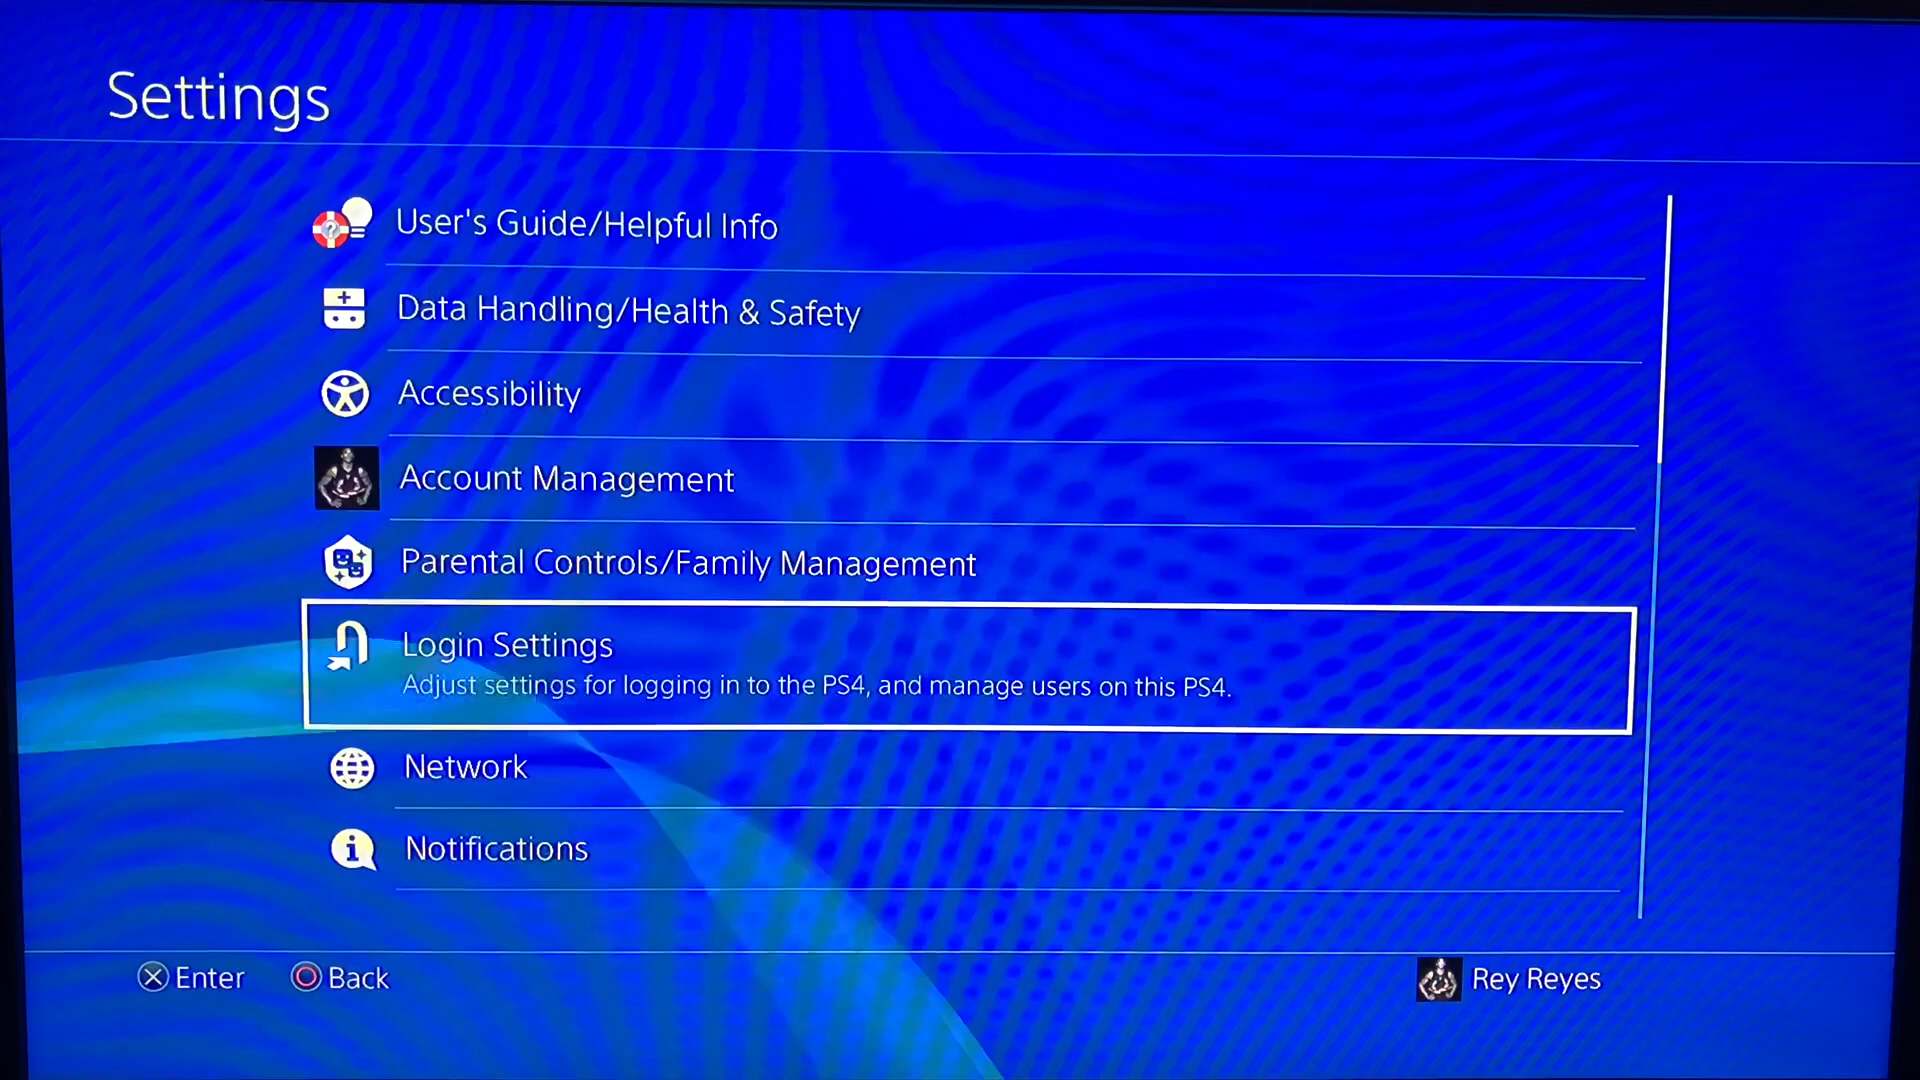 Settings
User's Guide/Helpful Info
Data Handling/Health & Safety
Accessibility
Account Management
Parental Controls/Family Management
Login Settings
Adjust settings for logging in to the PS4, and manage users on this PS4.
Network
Notifications
Enter
Back
Rey Reyes